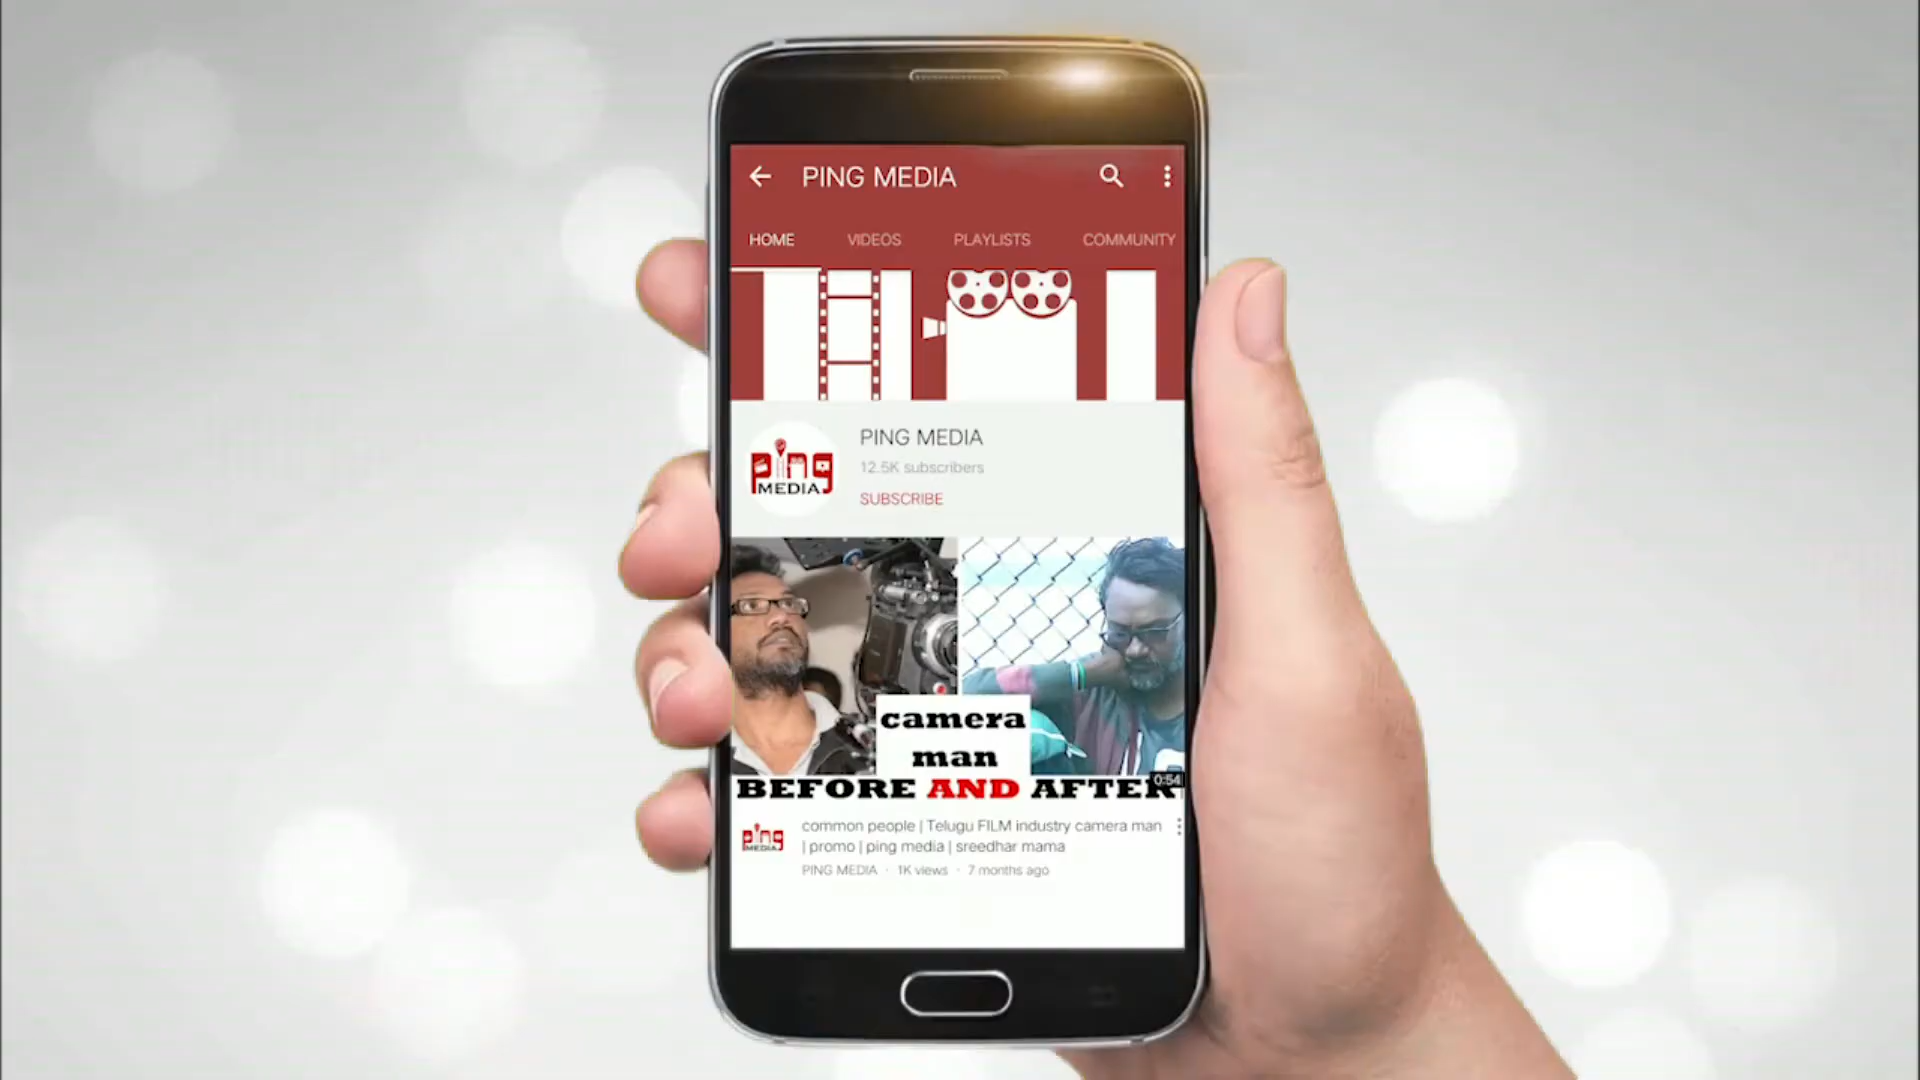 PING MEDIA
HOME VIDEOS PLAYLISTS COMMUNITY
ping
MEDIA
PING MEDIA
12.5K subscribers
SUBSCRIBE
camera
man
BEFORE AND AFTER
0:54
ping
MEDIA
common people | Telugu FILM industry camera man
| promo | ping media | sreedhar mama
PING MEDIA · 1K views · 7 months ago